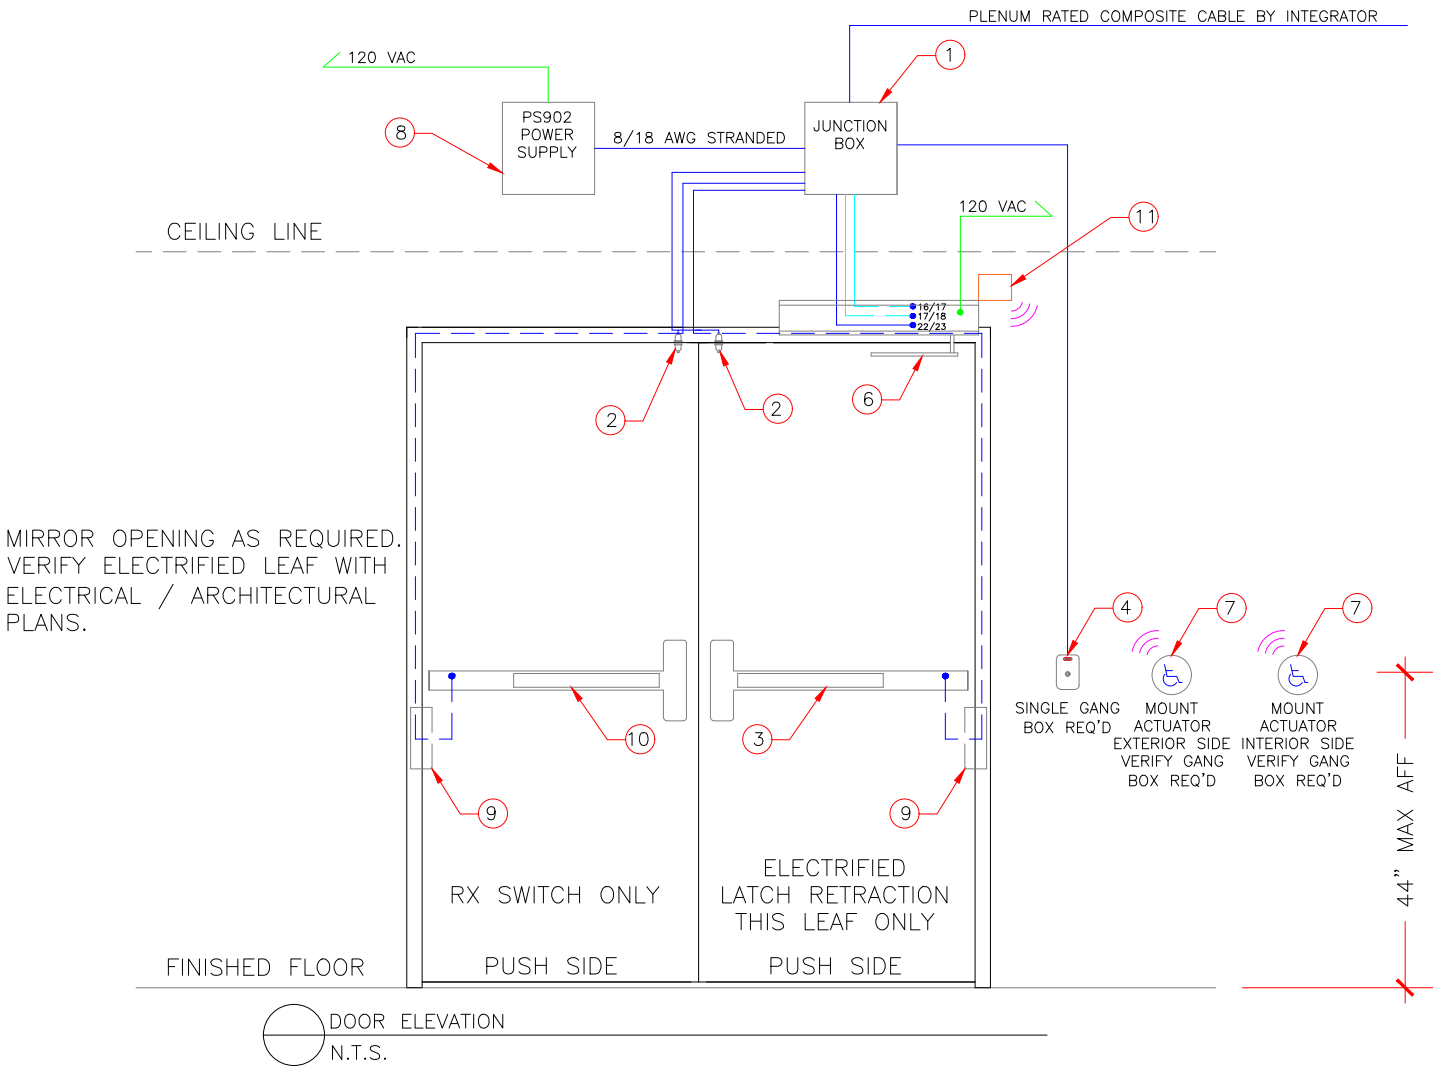 PLENUM RATED COMPOSITE CABLE BY INTEGRATOR
120 VAC
1
PS902
POWER
SUPPLY
8
8/18 AWG STRANDED
JUNCTION
BOX
120 VAC
11
CEILING LINE
16/17
17/18
22/23
2
2
6
MIRROR OPENING AS REQUIRED.
VERIFY ELECTRIFIED LEAF WITH
ELECTRICAL / ARCHITECTURAL
PLANS.
4
7
7
SINGLE GANG
BOX REQ'D
MOUNT
ACTUATOR
EXTERIOR SIDE
VERIFY GANG
BOX REQ'D
MOUNT
ACTUATOR
INTERIOR SIDE
VERIFY GANG
BOX REQ'D
10
3
9
9
44" MAX AFF
RX SWITCH ONLY
ELECTRIFIED
LATCH RETRACTION
THIS LEAF ONLY
FINISHED FLOOR
PUSH SIDE
PUSH SIDE
DOOR ELEVATION
N.T.S.